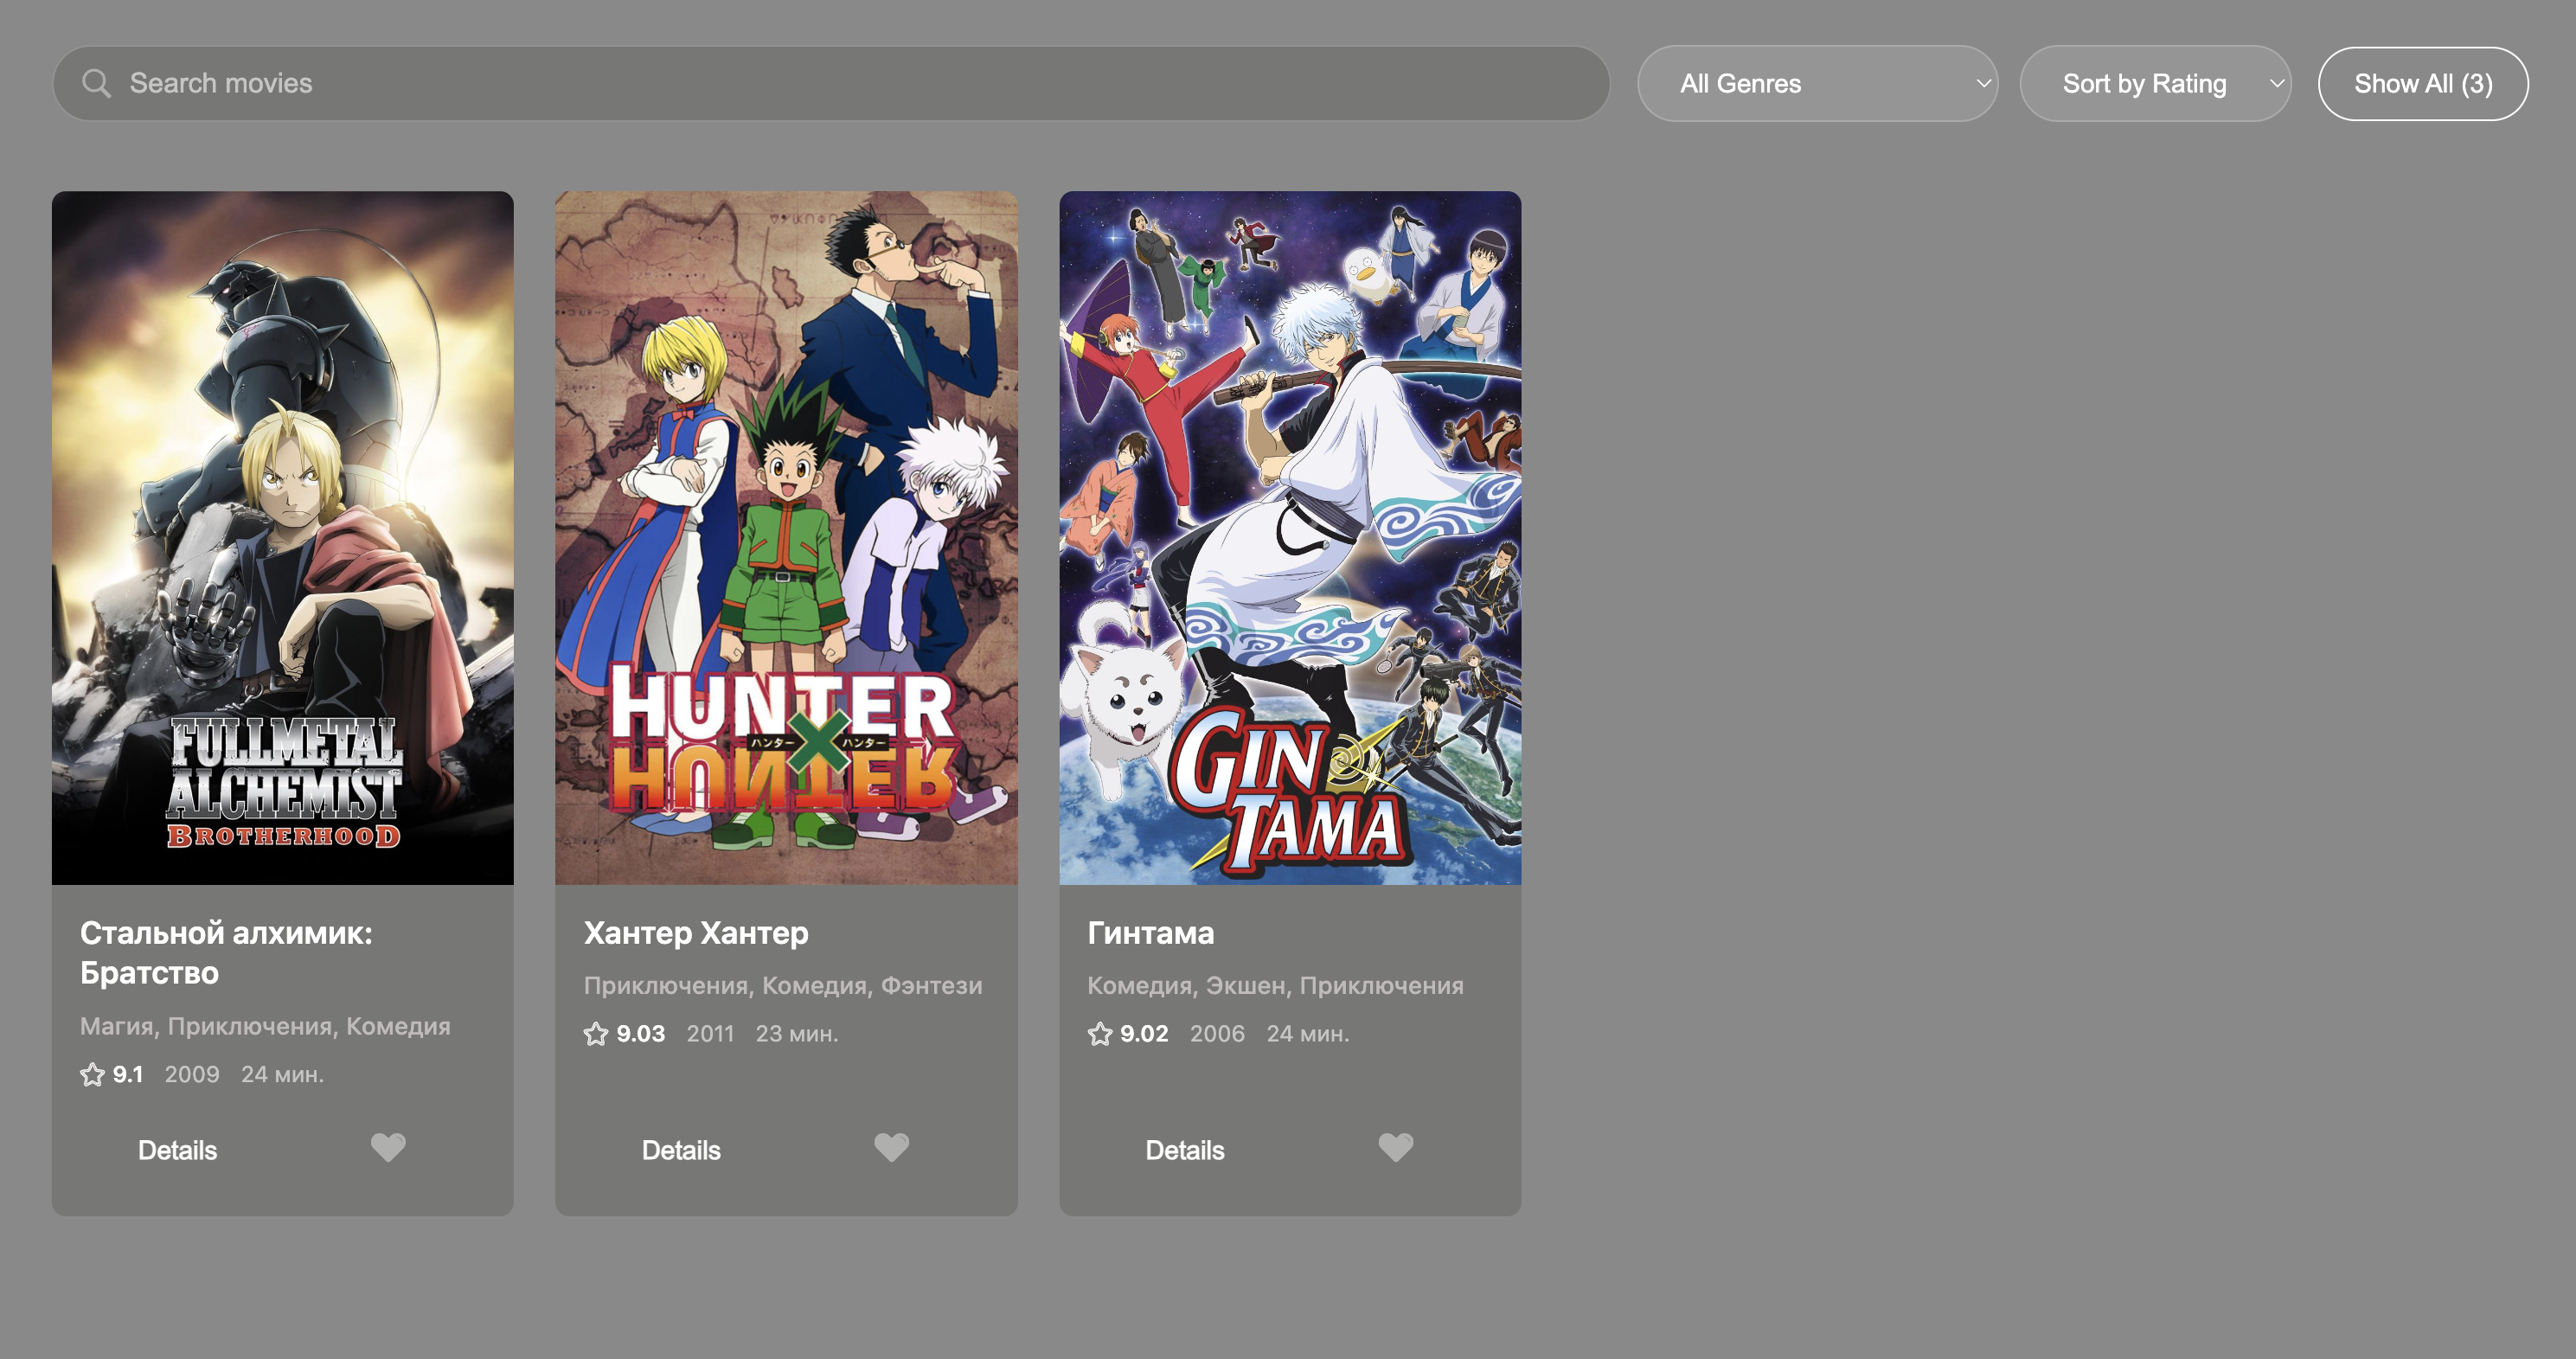 Search movies
All Genres
Sort by Rating
Show All (3)
FULLMETAL
ALCHEMIST
BROTHERHOOD
HUNTER
ハンター X ハンター
HUNTER
GIN
TAMA
Стальной алхимик:
Братство
Магия, Приключения, Комедия
9.1 2009 24 мин.
Details
Хантер Хантер
Приключения, Комедия, Фэнтези
9.03 2011 23 мин.
Details
Гинтама
Комедия, Экшен, Приключения
9.02 2006 24 мин.
Details